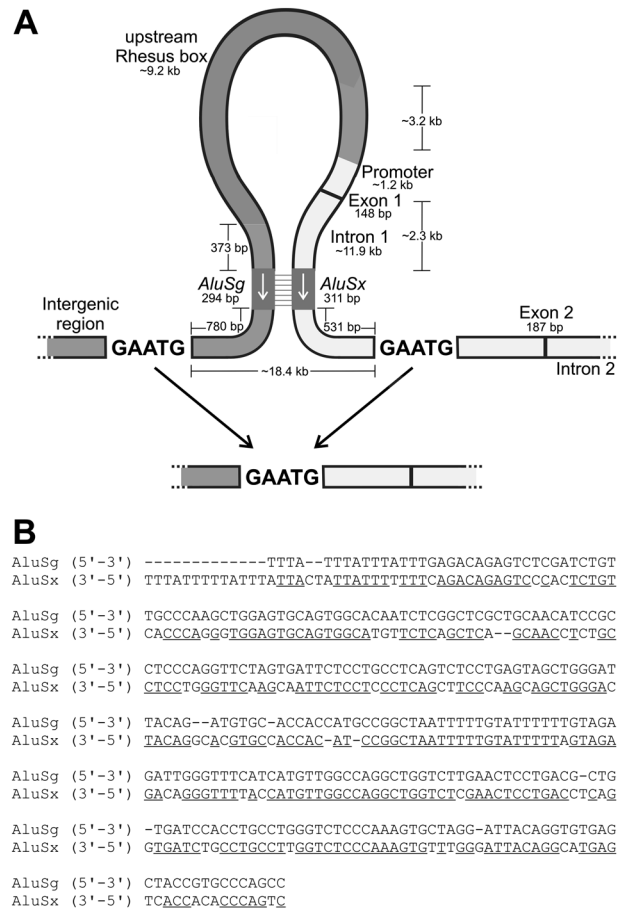 A
upstream
Rhesus box
~9.2 kb
~3.2 kb
Promoter
~1.2 kb
Exon 1
148 bp
Intron 1
~11.9 kb
~2.3 kb
373 bp
AluSg
294 bp
AluSx
311 bp
Intergenic
region
780 bp
531 bp
Exon 2
187 bp
GAATG
GAATG
Intron 2
~18.4 kb
GAATG
B
AluSg (5'-3') -------------TTTA--TTTATTTATTTGAGACAGAGTCTCGATCTGT
AluSx (3'-5') TTTATTTTTATTTATTACTATTATTTTTTTCAGACAGAGTCCCACTCTGT
AluSg (5'-3') TGCCCAAGCTGGAGTGCAGTGGCACAATCTCGGCTCGCTGCAACATCCGC
AluSx (3'-5') CACCCAGGGTGGAGTGCAGTGGCATGTTCTCAGCTCA--GCAACCTCTGC
AluSg (5'-3') CTCCCAGGTTCTAGTGATTCTCCTGCCTCAGTCTCCTGAGTAGCTGGGAT
AluSx (3'-5') CTCCTGGGTTCAAGCAATTCTCCTCCCTCAGCTTCCCAAGCAGCTGGGAC
AluSg (5'-3') TACAG--ATGTGC-ACCACCATGCCGGCTAATTTTTGTATTTTTTGTAGA
AluSx (3'-5') TACAGGCACGTGCCACCAC-AT-CCGGCTAATTTTTGTATTTTTAGTAGA
AluSg (5'-3') GATTGGGTTTCATCATGTTGGCCAGGCTGGTCTTGAACTCCTGACG-CTG
AluSx (3'-5') GACAGGGTTTTACCATGTTGGCCAGGCTGGTCTCGAACTCCTGACCTCAG
AluSg (5'-3') -TGATCCACCTGCCTGGGTCTCCCAAAGTGCTAGG-ATTACAGGTGTGAG
AluSx (3'-5') GTGATCTGCCTGCCTTGGTCTCCCAAAGTGTTTGGGATTACAGGCATGAG
AluSg (5'-3') CTACCGTGCCCAGCC
AluSx (3'-5') TCACCACACCCAGTC